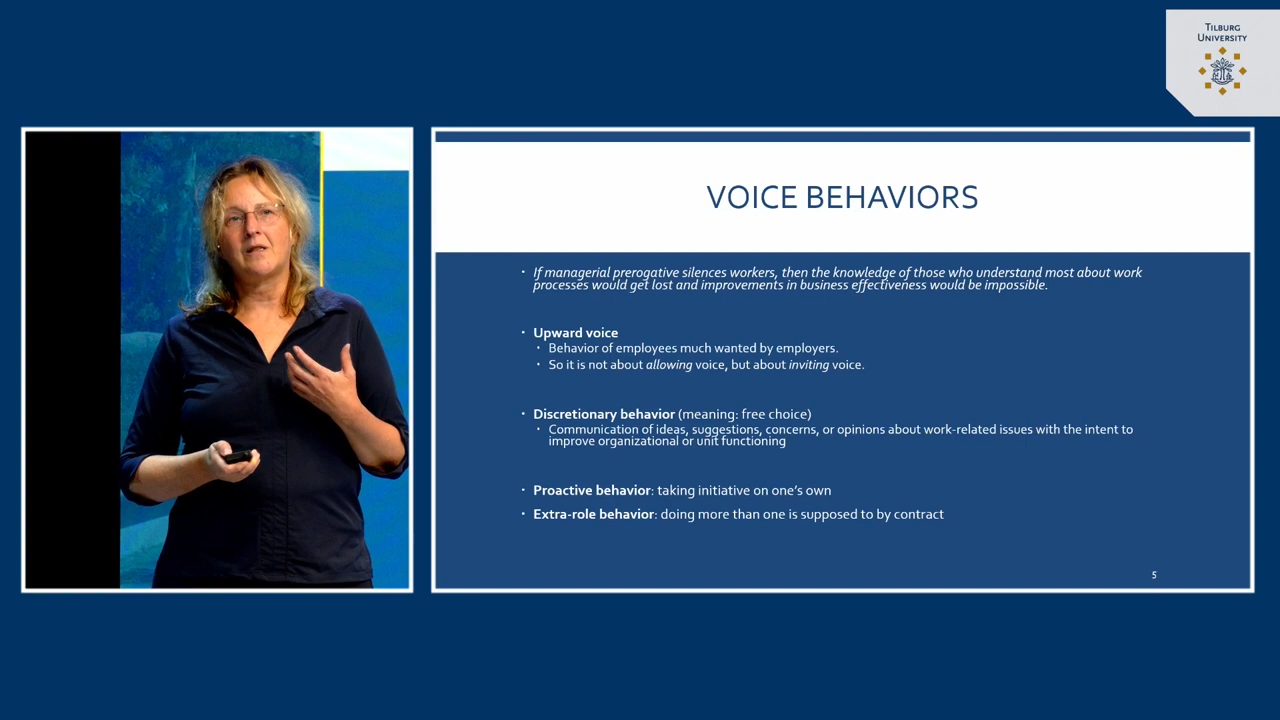 TILBURG
UNIVERSITY
VOICE BEHAVIORS
· If managerial prerogative silences workers, then the knowledge of those who understand most about work
processes would get lost and improvements in business effectiveness would be impossible.
· Upward voice
· Behavior of employees much wanted by employers.
· So it is not about allowing voice, but about inviting voice.
· Discretionary behavior (meaning: free choice)
· Communication of ideas, suggestions, concerns, or opinions about work-related issues with the intent to
improve organizational or unit functioning
· Proactive behavior: taking initiative on one’s own
· Extra-role behavior: doing more than one is supposed to by contract
5